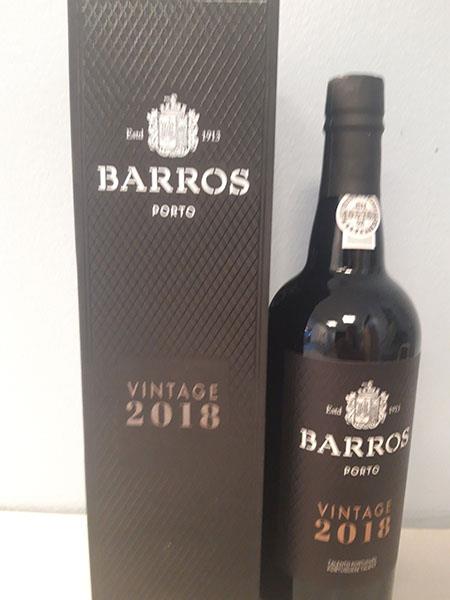 Estd 1913
BARROS
PORTO
VINTAGE
2018
Estd 1913
BARROS
PORTO
VINTAGE
2018